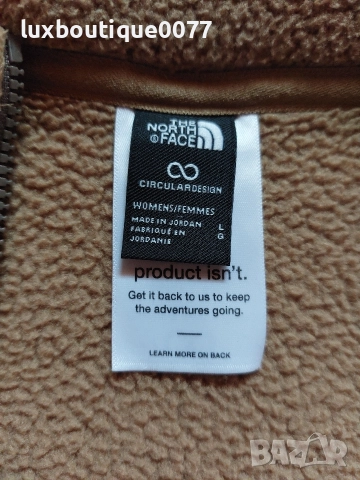 luxboutique0077
THE
NORTH
FACE
CIRCULARDESIGN
WOMENS/FEMMES
MADE IN JORDAN L
FABRIQUÉ EN G
JORDANIE
product isn't.
Get it back to us to keep
the adventures going.
LEARN MORE ON BACK
BAZAR